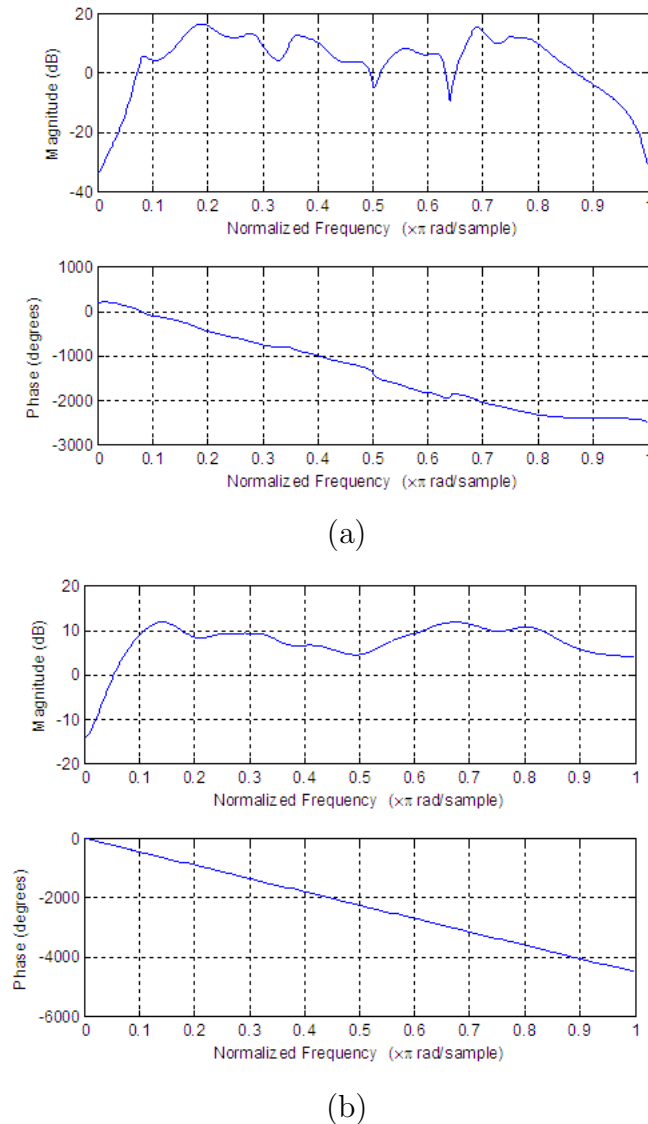 20
0
-20
-40
Magnitude (dB)
0 0.1 0.2 0.3 0.4 0.5 0.6 0.7 0.8 0.9 1
Normalized Frequency (×π rad/sample)
1000
0
-1000
-2000
-3000
Phase (degrees)
0 0.1 0.2 0.3 0.4 0.5 0.6 0.7 0.8 0.9 1
Normalized Frequency (×π rad/sample)
(a)
20
10
0
-10
-20
Magnitude (dB)
0 0.1 0.2 0.3 0.4 0.5 0.6 0.7 0.8 0.9 1
Normalized Frequency (×π rad/sample)
0
-2000
-4000
-6000
Phase (degrees)
0 0.1 0.2 0.3 0.4 0.5 0.6 0.7 0.8 0.9 1
Normalized Frequency (×π rad/sample)
(b)